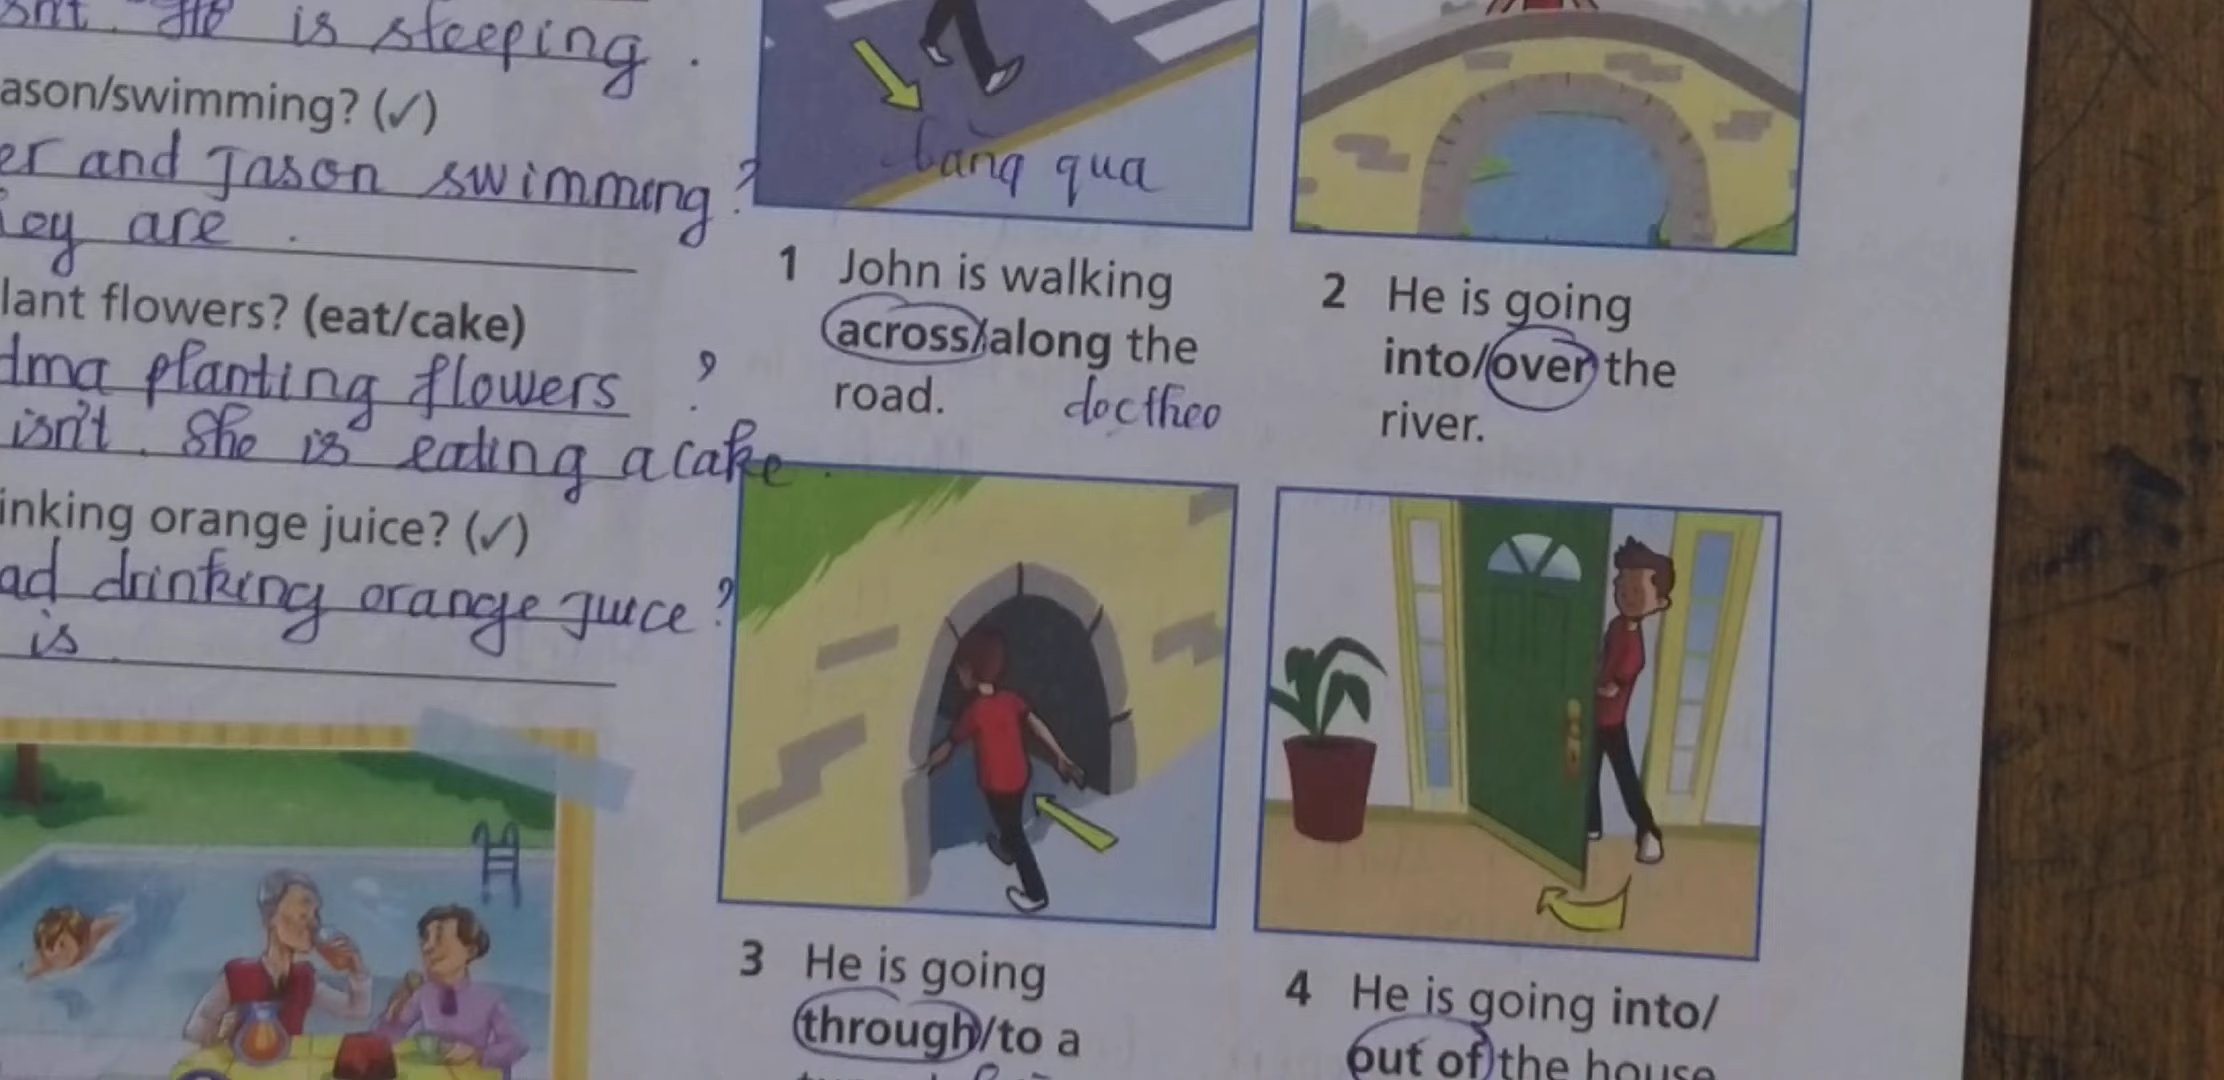 isn't. He is sleeping.
ason/swimming? (✓)
er and Jason swimming?
ey are.
lant flowers? (eat/cake)
dma planting flowers?
isn't. She is eating a cake.
inking orange juice? (✓)
ad drinking orange juice?
is
băng qua
1 John is walking
across/along the
road.
dọc theo
2 He is going
into/over the
river.
3 He is going
through/to a
4 He is going into/
out of the house